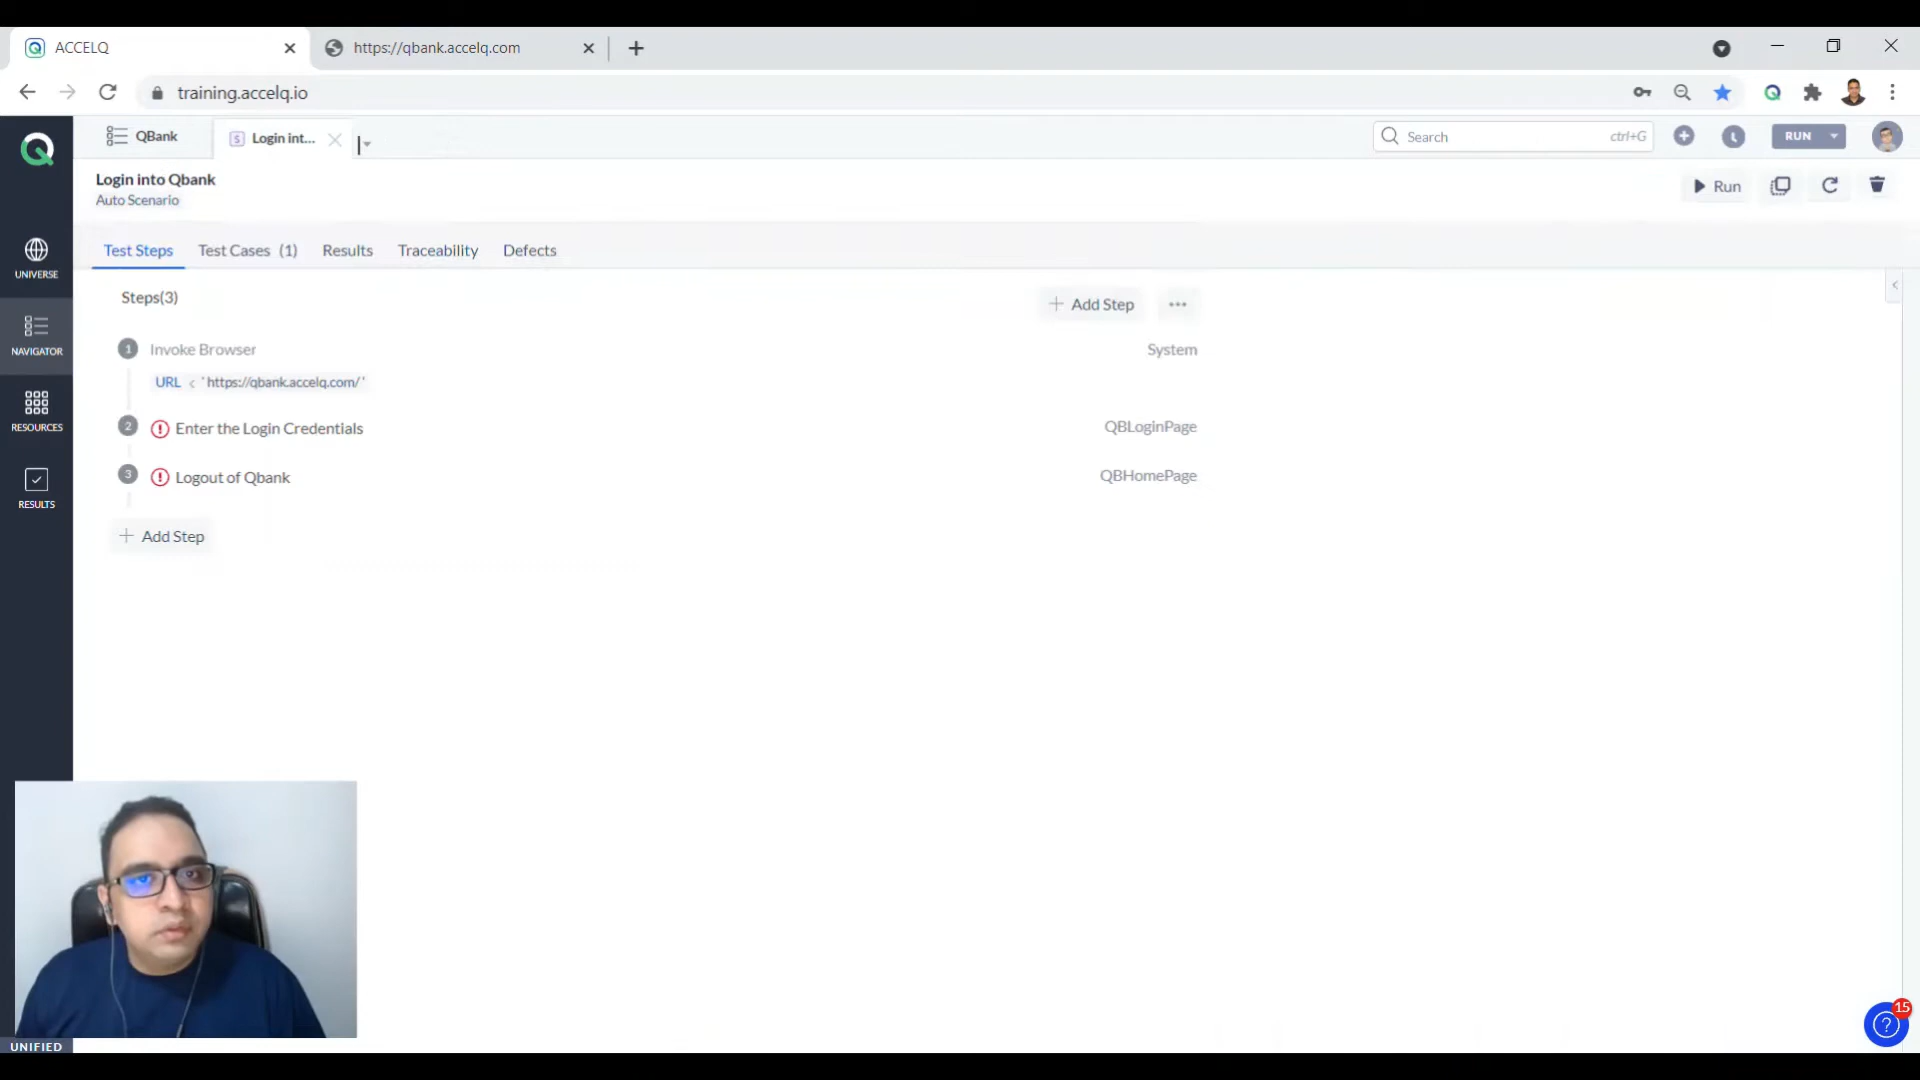 ACCELQ
https://qbank.accelq.com
training.accelq.io
QBank
Login int...
Search
ctrl+G
L
RUN
Login into Qbank
Auto Scenario
Run
Test Steps
Test Cases (1)
Results
Traceability
Defects
UNIVERSE
NAVIGATOR
RESOURCES
RESULTS
Steps(3)
+ Add Step
1 Invoke Browser
System
URL < 'https://qbank.accelq.com/'
2 Enter the Login Credentials
QBLoginPage
3 Logout of Qbank
QBHomePage
+ Add Step
15
UNIFIED